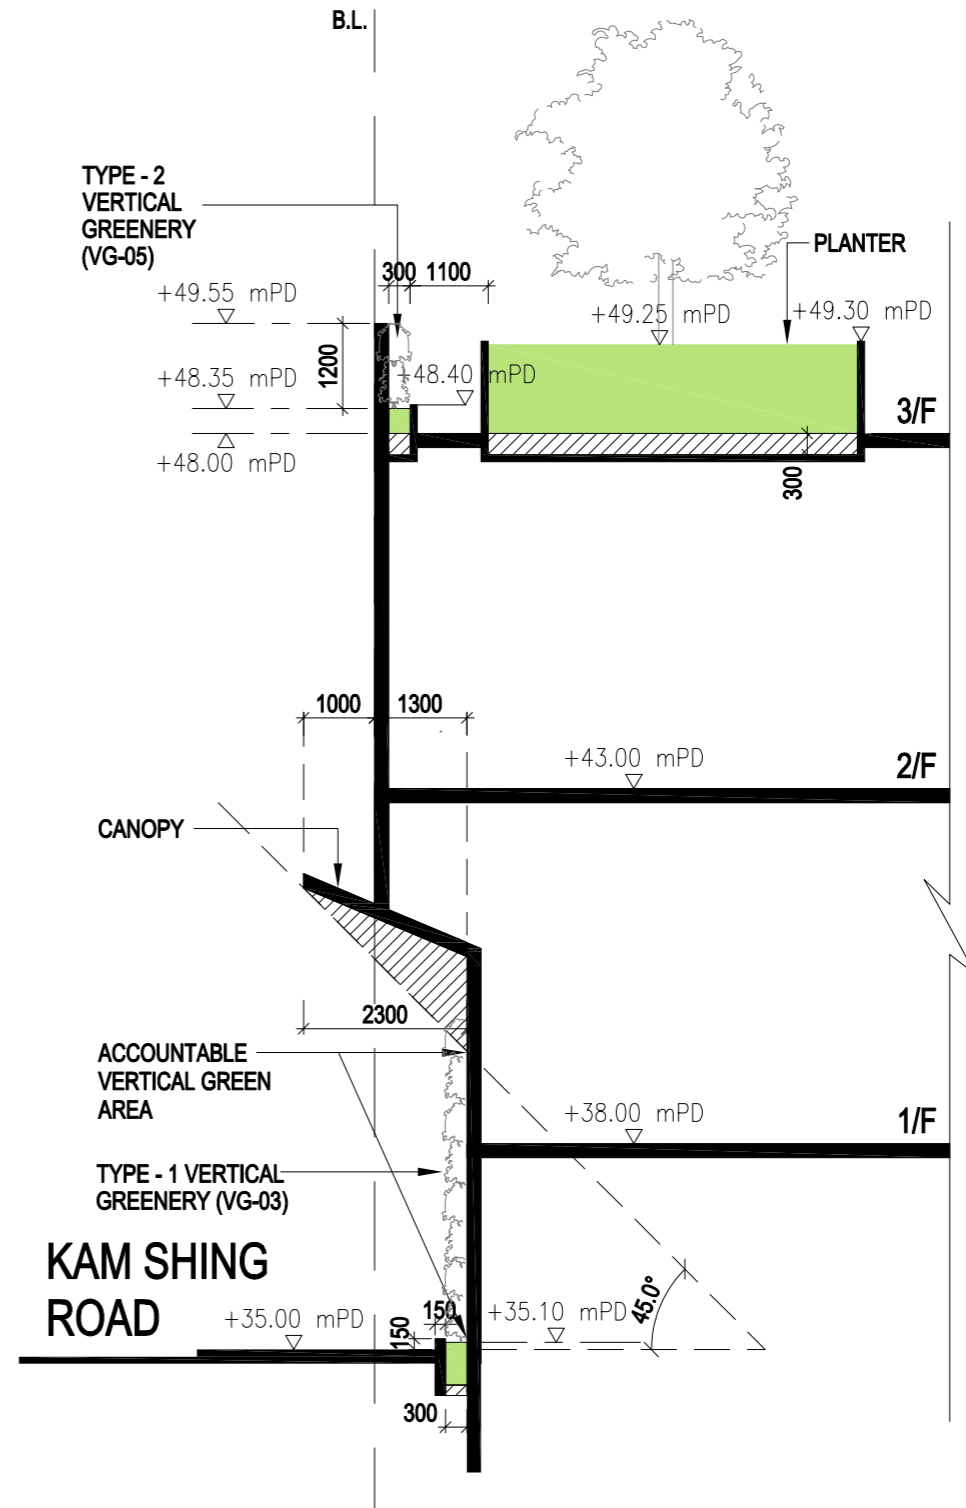 B.L.
TYPE - 2
VERTICAL
GREENERY
(VG-05)
PLANTER
300 1100
+49.55 mPD
+49.25 mPD
+49.30 mPD
1200
+48.35 mPD
+48.40 mPD
3/F
+48.00 mPD
300
1000
1300
+43.00 mPD
2/F
CANOPY
2300
ACCOUNTABLE
VERTICAL GREEN
AREA
+38.00 mPD
1/F
TYPE - 1 VERTICAL
GREENERY (VG-03)
KAM SHING
ROAD
+35.00 mPD
150
150
+35.10 mPD
45.0°
300